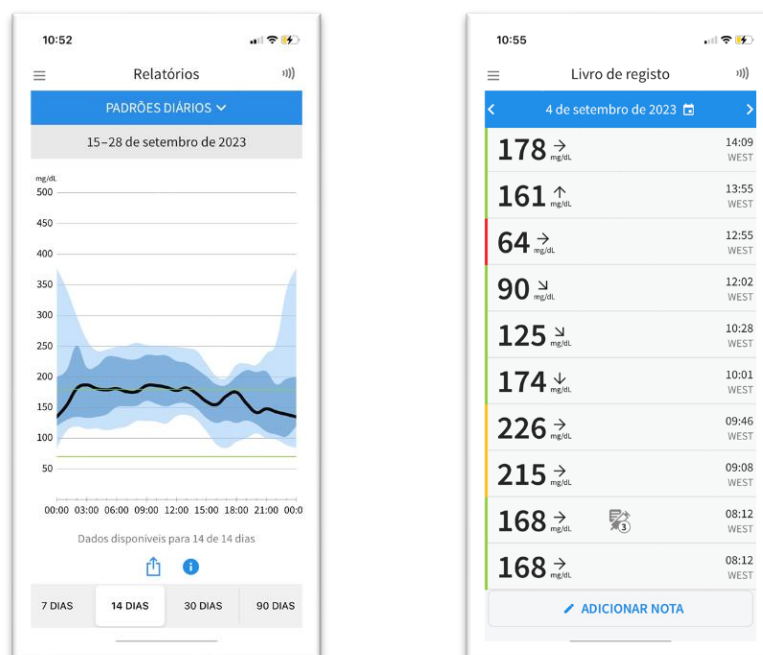 10:52
Relatórios
PADRÕES DIÁRIOS
15–28 de setembro de 2023
mg/dL
500
450
400
350
300
250
200
150
100
50
00:00 03:00 06:00 09:00 12:00 15:00 18:00 21:00 00:0
Dados disponíveis para 14 de 14 dias
7 DIAS 14 DIAS 30 DIAS 90 DIAS
10:55
Livro de registo
4 de setembro de 2023
178 mg/dL 14:09
WEST
161 mg/dL 13:55
WEST
64 mg/dL 12:55
WEST
90 mg/dL 12:02
WEST
125 mg/dL 10:28
WEST
174 mg/dL 10:01
WEST
226 mg/dL 09:46
WEST
215 mg/dL 09:08
WEST
168 mg/dL 3 08:12
WEST
168 mg/dL 08:12
WEST
ADICIONAR NOTA